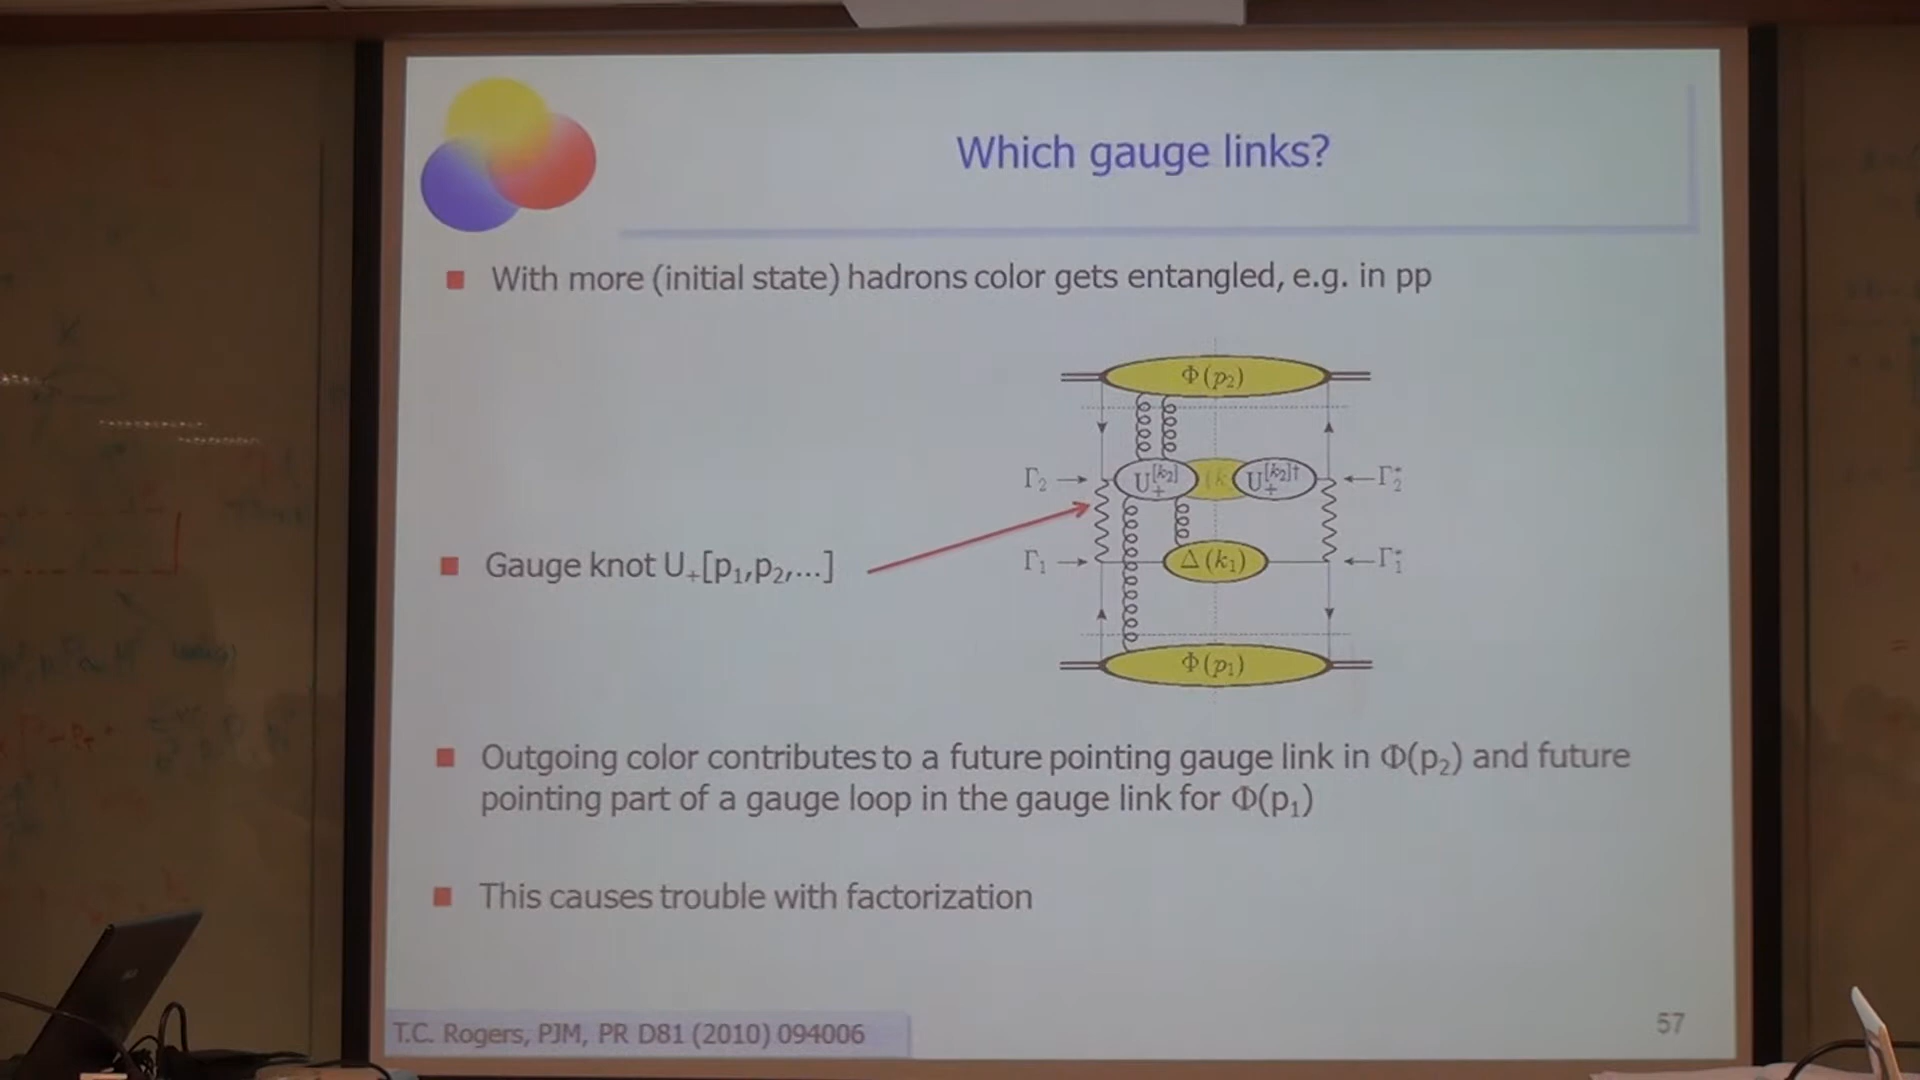 Which gauge links?
With more (initial state) hadrons color gets entangled, e.g. in pp
Φ(p₂)
Γ₂ U₊^[k₂] (k U₊^[k₂]† Γ₂*
Gauge knot U₊[p₁,p₂,...]
Γ₁ Δ(k₁) Γ₁*
Φ(p₁)
Outgoing color contributes to a future pointing gauge link in Φ(p₂) and future
pointing part of a gauge loop in the gauge link for Φ(p₁)
This causes trouble with factorization
T.C. Rogers, PJM, PR D81 (2010) 094006
57